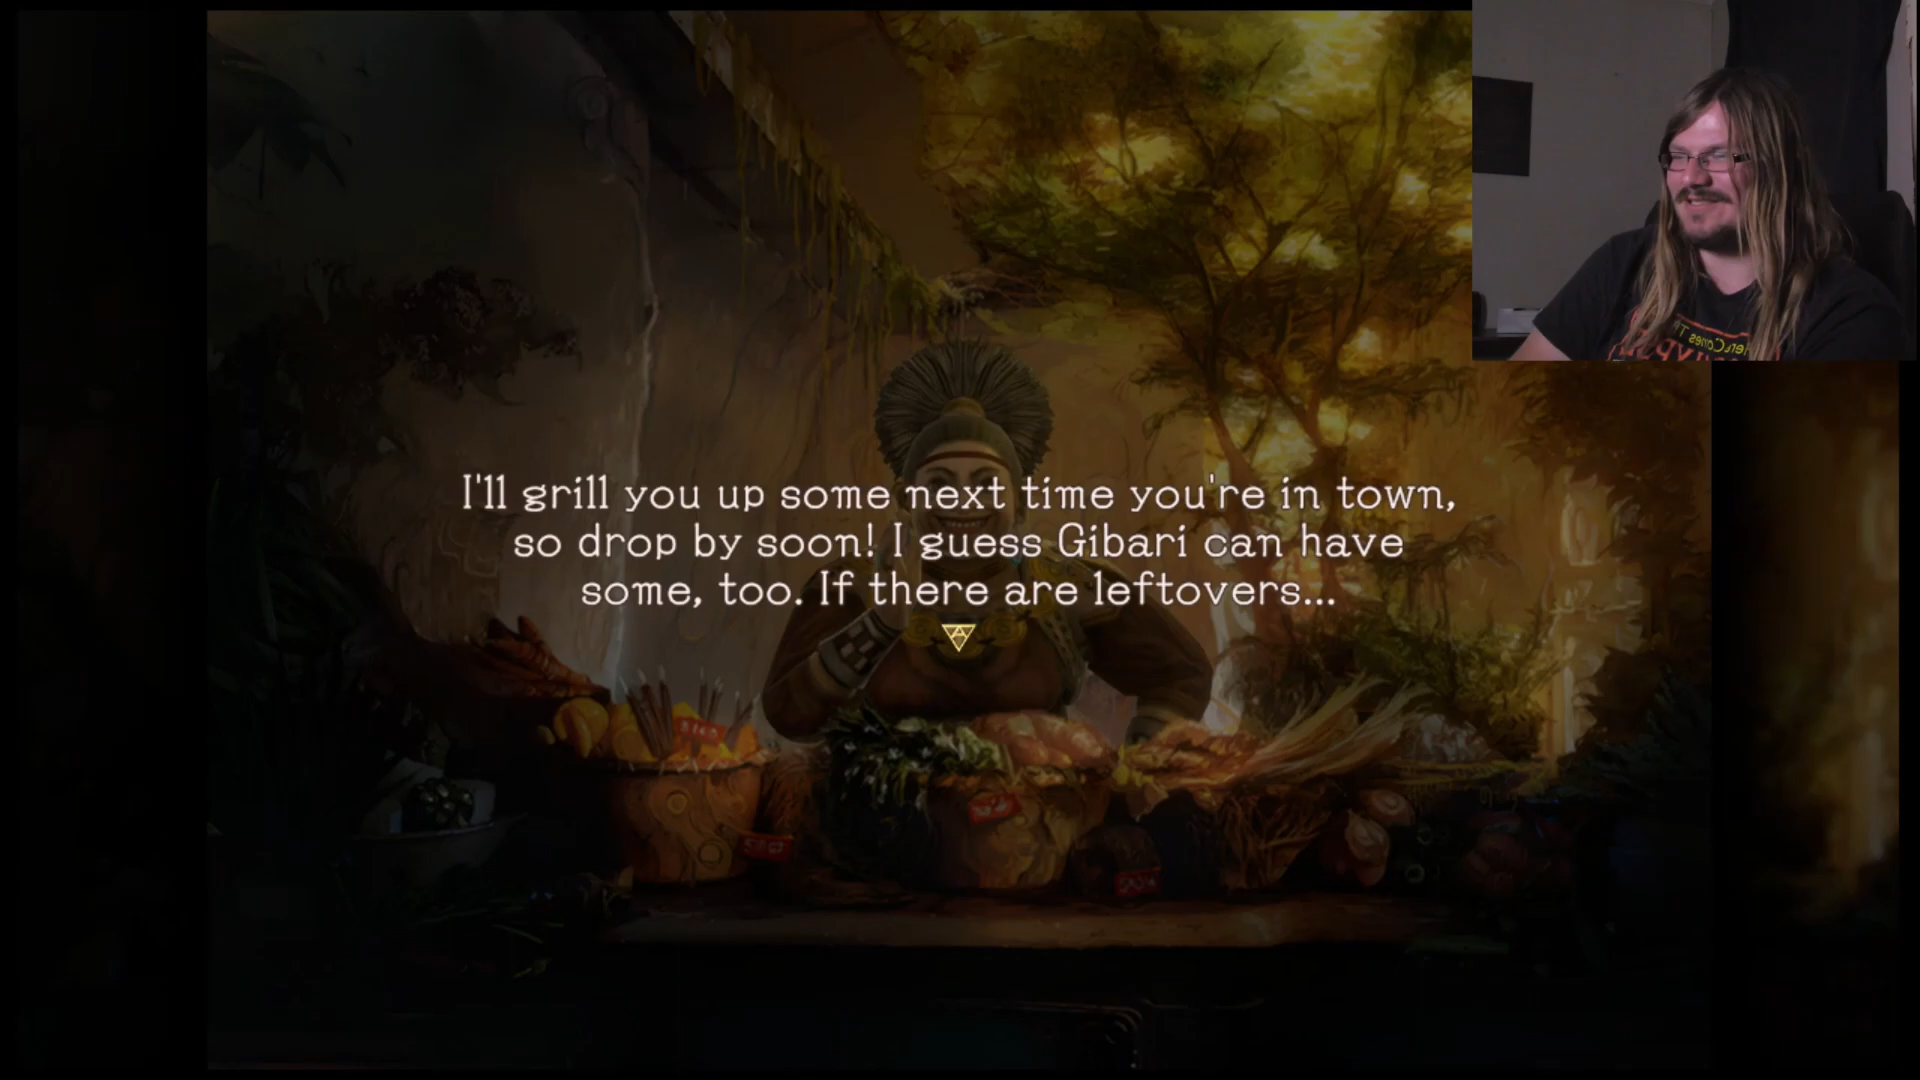 I'll grill you up some next time you're in town,
so drop by soon! I guess Gibari can have
some, too. If there are leftovers...